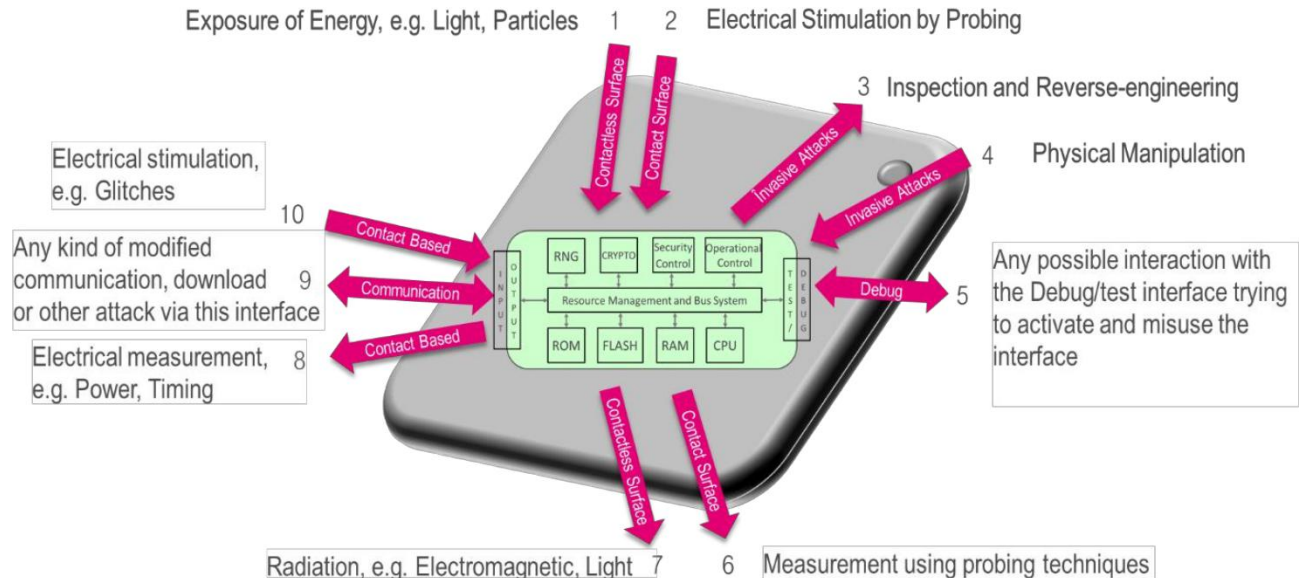 Exposure of Energy, e.g. Light, Particles 1 2 Electrical Stimulation by Probing
3 Inspection and Reverse-engineering
4 Physical Manipulation
Contactless Surface
Contact Surface
Invasive Attacks
Invasive Attacks
Electrical stimulation,
e.g. Glitches
10
Contact Based
Any kind of modified
communication, download 9
or other attack via this interface
Communication
Electrical measurement, 8
e.g. Power, Timing
Contact Based
INPUT
OUTPUT
RNG
CRYPTO
Security
Control
Operational
Control
Resource Management and Bus System
ROM
FLASH
RAM
CPU
TEST/
DEBUG
Debug
5
Any possible interaction with
the Debug/test interface trying
to activate and misuse the
interface
Contactless Surface
Contact Surface
Radiation, e.g. Electromagnetic, Light 7 6 Measurement using probing techniques